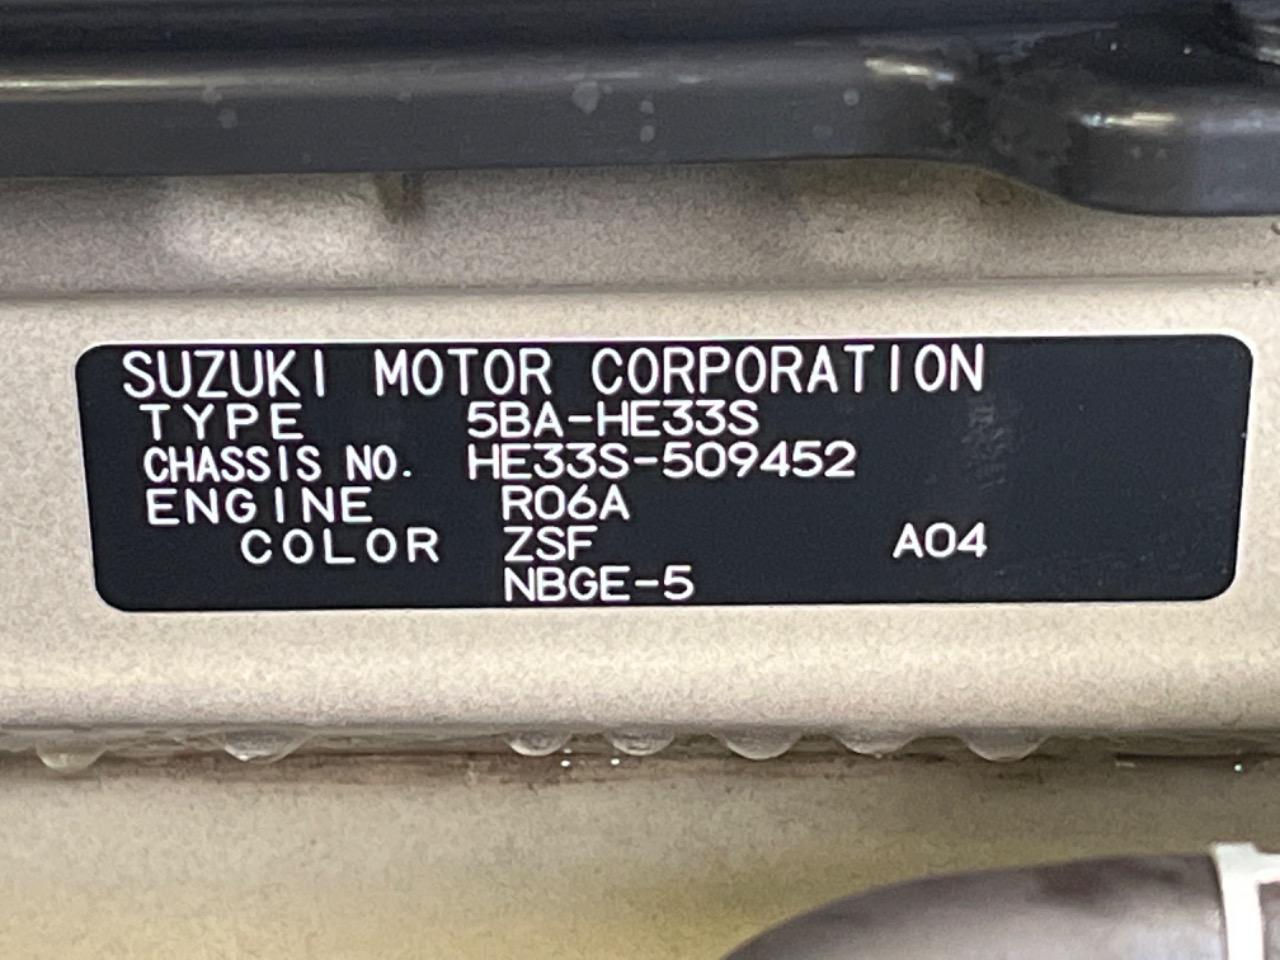 SUZUKI MOTOR CORPORATION
TYPE 5BA-HE33S
CHASSIS NO. HE33S-509452
ENGINE R06A
COLOR ZSF A04
NBGE-5